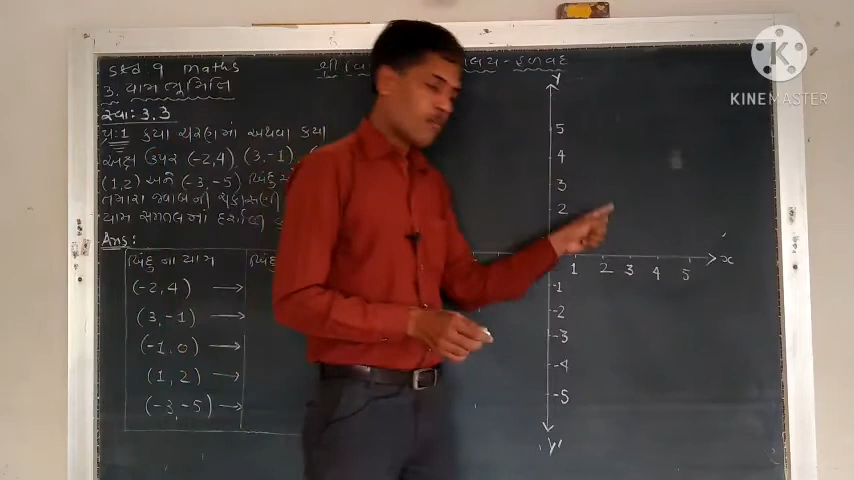 ધોરણ 9 maths
3. યામ ભૂમિતિ
સ્વા: 3.3
પ્ર:1 કયા ચરણમાં અથવા કયા
અક્ષ ઉપર (-2,4), (3,-1),
(1,2) અને (-3,-5) બિંદુ
તમારા જવાબની ચકાસણી
યામ સમતલમાં દર્શાવી
Ans:
બિંદુના યામ
(-2,4) →
(3,-1) →
(-1,0) →
(1,2) →
(-3,-5) →
y
5
4
3
2
1 2 3 4 5 x
-1
-2
-3
-4
-5
y'
K
KINEMASTER